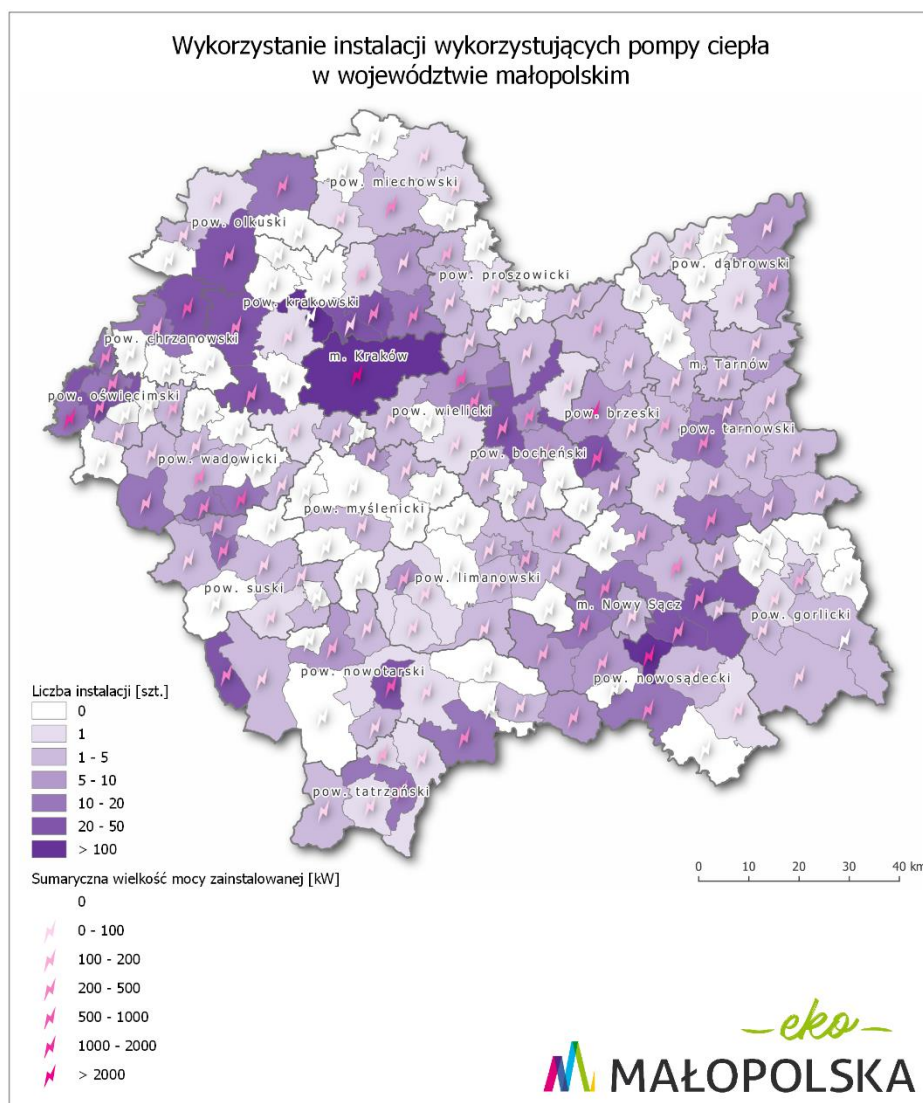 Wykorzystanie instalacji wykorzystujących pompy ciepła
w województwie małopolskim
pow. miechowski
pow. olkuski
pow. dąbrowski
pow. proszowicki
pow. krakowski
pow. chrzanowski
m. Kraków
m. Tarnów
pow. oświęcimski
pow. wielicki
pow. brzeski
pow. tarnowski
pow. bocheński
pow. wadowicki
pow. myślenicki
pow. limanowski
pow. suski
m. Nowy Sącz
pow. gorlicki
pow. nowotarski
pow. nowosądecki
pow. tatrzański
Liczba instalacji [szt.]
0
1
1 - 5
5 - 10
10 - 20
20 - 50
> 100
Sumaryczna wielkość mocy zainstalowanej [kW]
0
0 - 100
100 - 200
200 - 500
500 - 1000
1000 - 2000
> 2000
0 10 20 30 40 km
eko
MAŁOPOLSKA